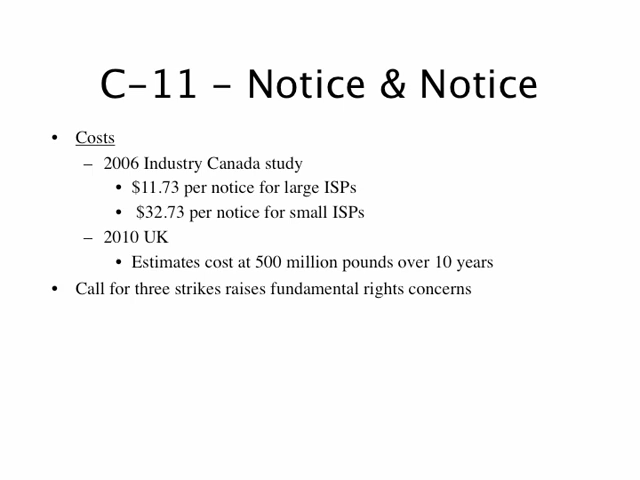 C-11 – Notice & Notice
• Costs
– 2006 Industry Canada study
• $11.73 per notice for large ISPs
• $32.73 per notice for small ISPs
– 2010 UK
• Estimates cost at 500 million pounds over 10 years
• Call for three strikes raises fundamental rights concerns